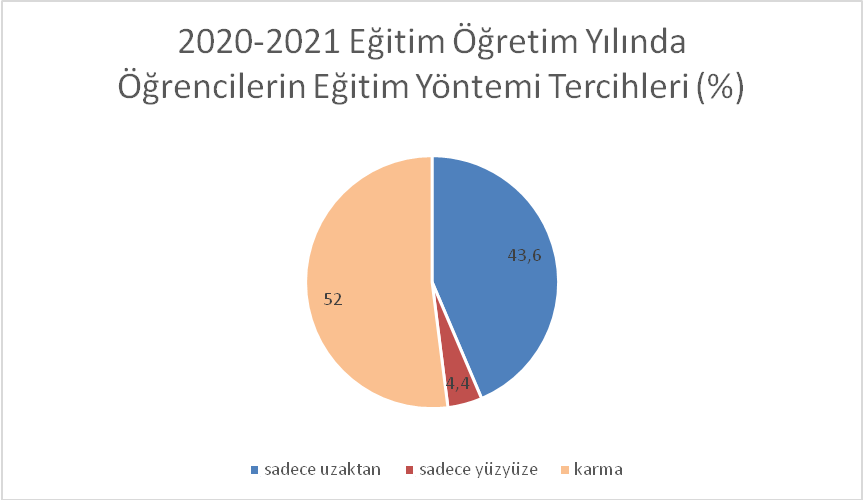 2020-2021 Eğitim Öğretim Yılında
Öğrencilerin Eğitim Yöntemi Tercihleri (%)
43,6
52
4,4
sadece uzaktan
sadece yüzyüze
karma